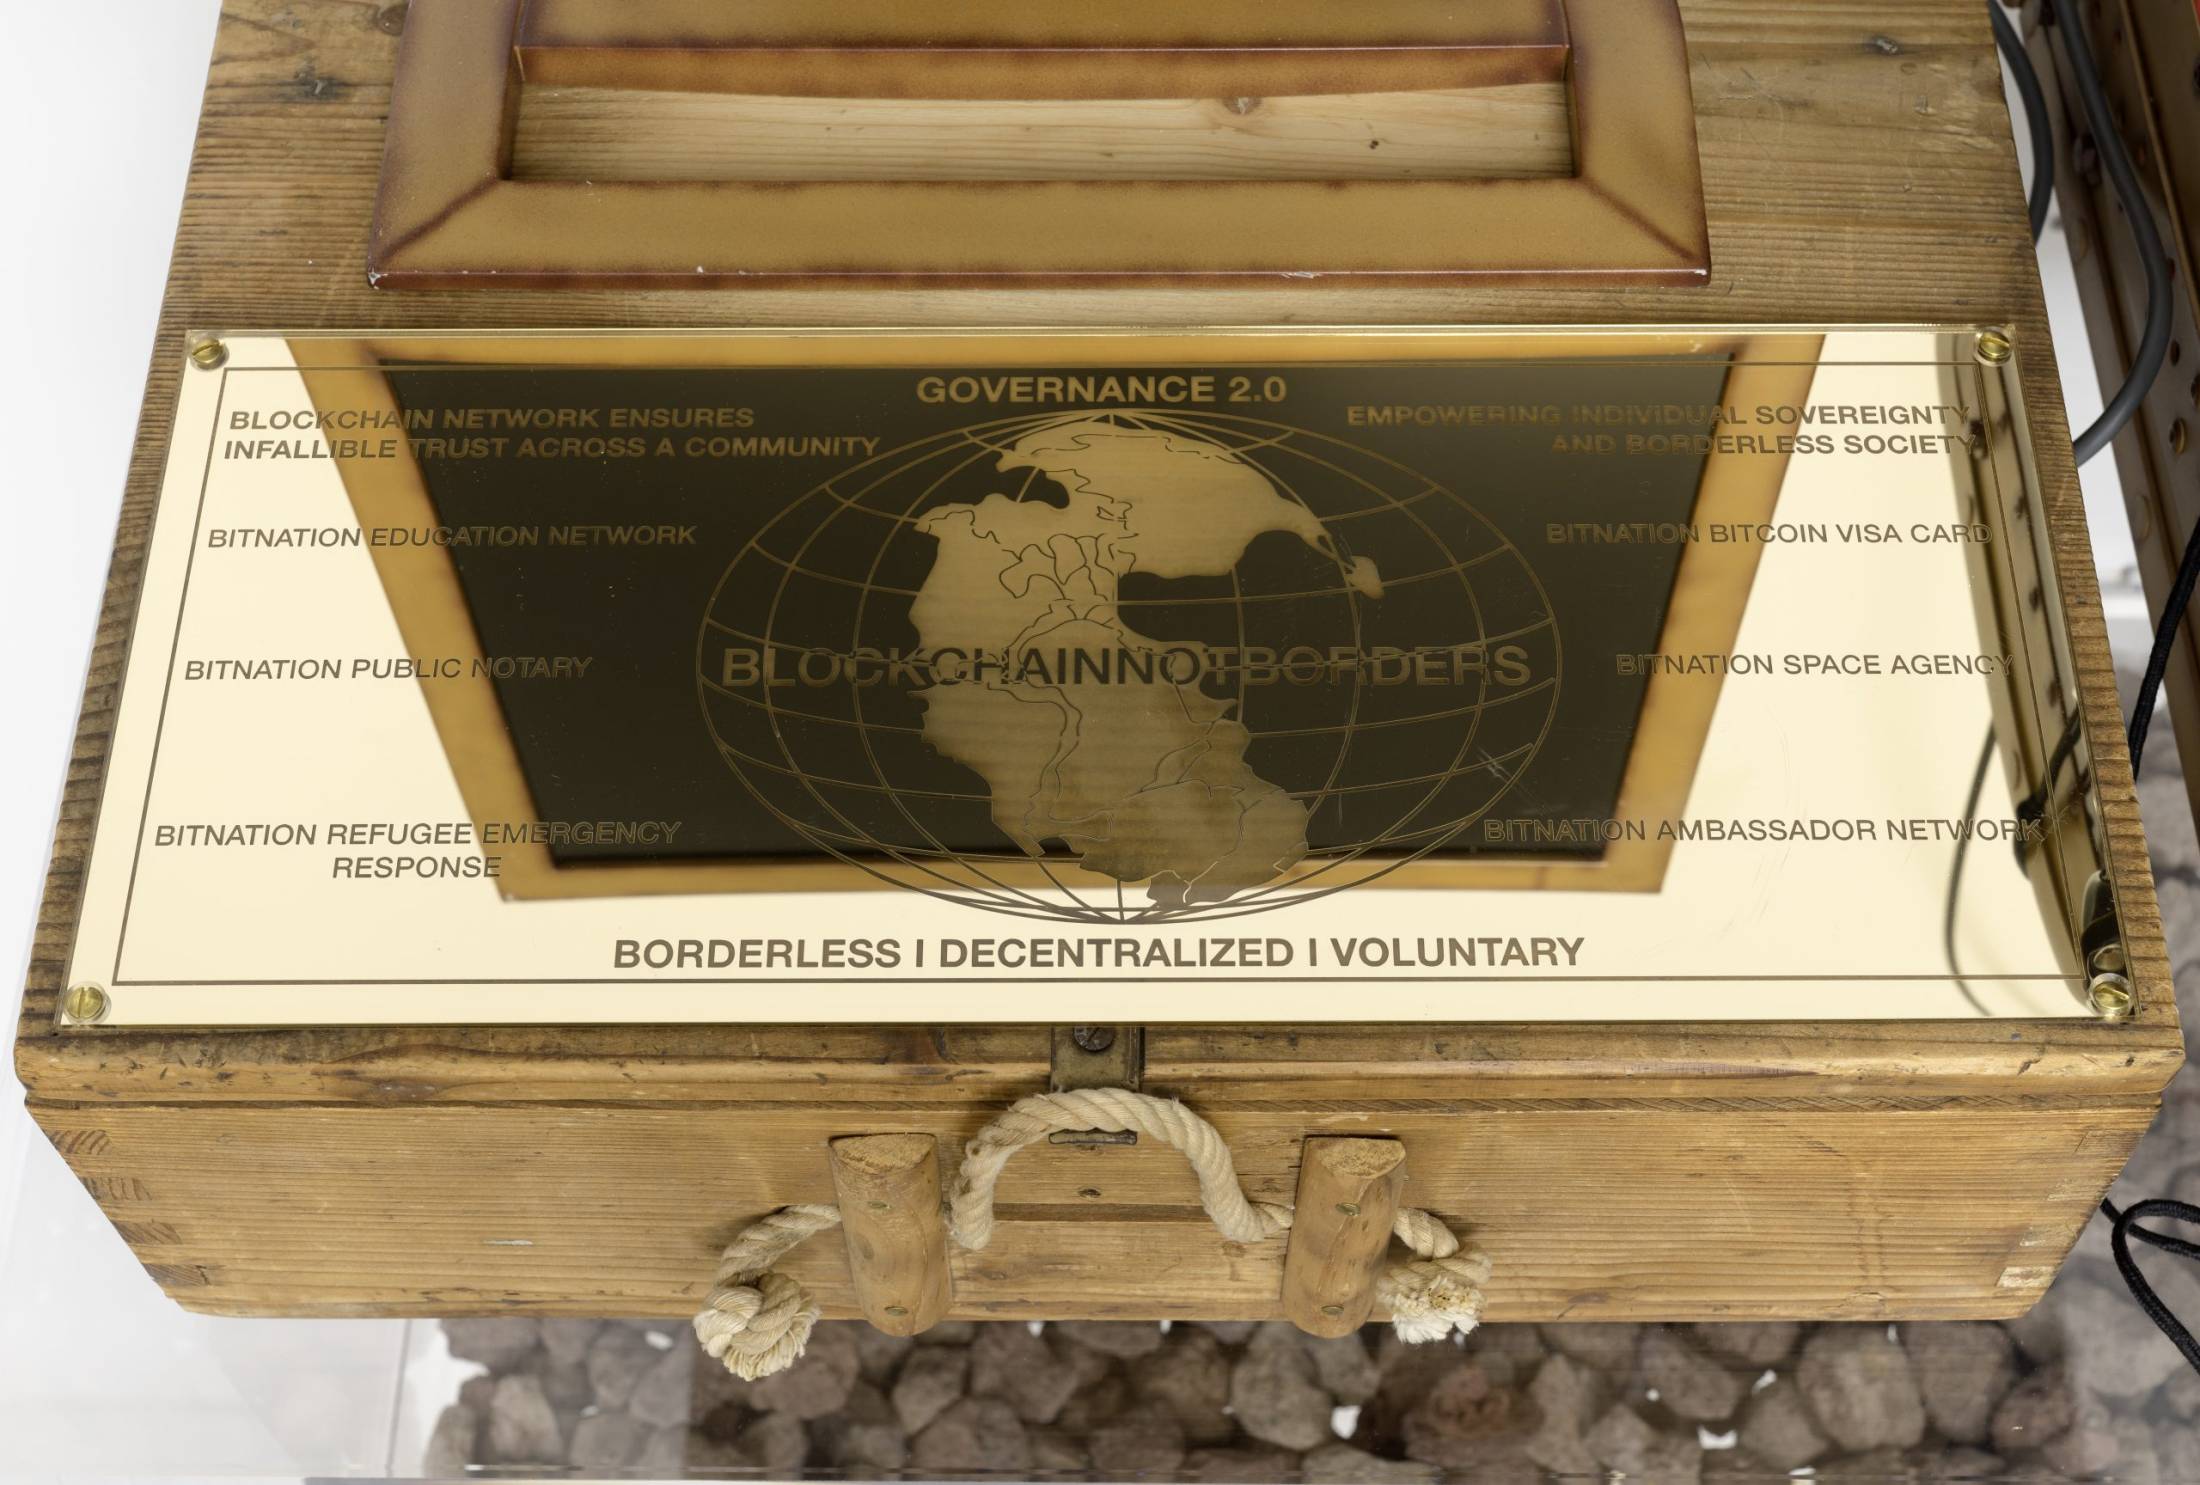 GOVERNANCE 2.0
BLOCKCHAIN NETWORK ENSURES
INFALLIBLE TRUST ACROSS A COMMUNITY
EMPOWERING INDIVIDUAL SOVEREIGNTY
AND BORDERLESS SOCIETY
BITNATION EDUCATION NETWORK
BITNATION BITCOIN VISA CARD
BITNATION PUBLIC NOTARY
BLOCKCHAINNOTBORDERS
BITNATION SPACE AGENCY
BITNATION REFUGEE EMERGENCY
RESPONSE
BITNATION AMBASSADOR NETWORK
BORDERLESS | DECENTRALIZED | VOLUNTARY